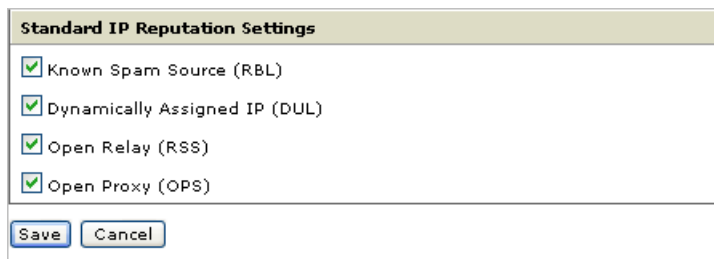 Standard IP Reputation Settings
Known Spam Source (RBL)
Dynamically Assigned IP (DUL)
Open Relay (RSS)
Open Proxy (OPS)
Save Cancel